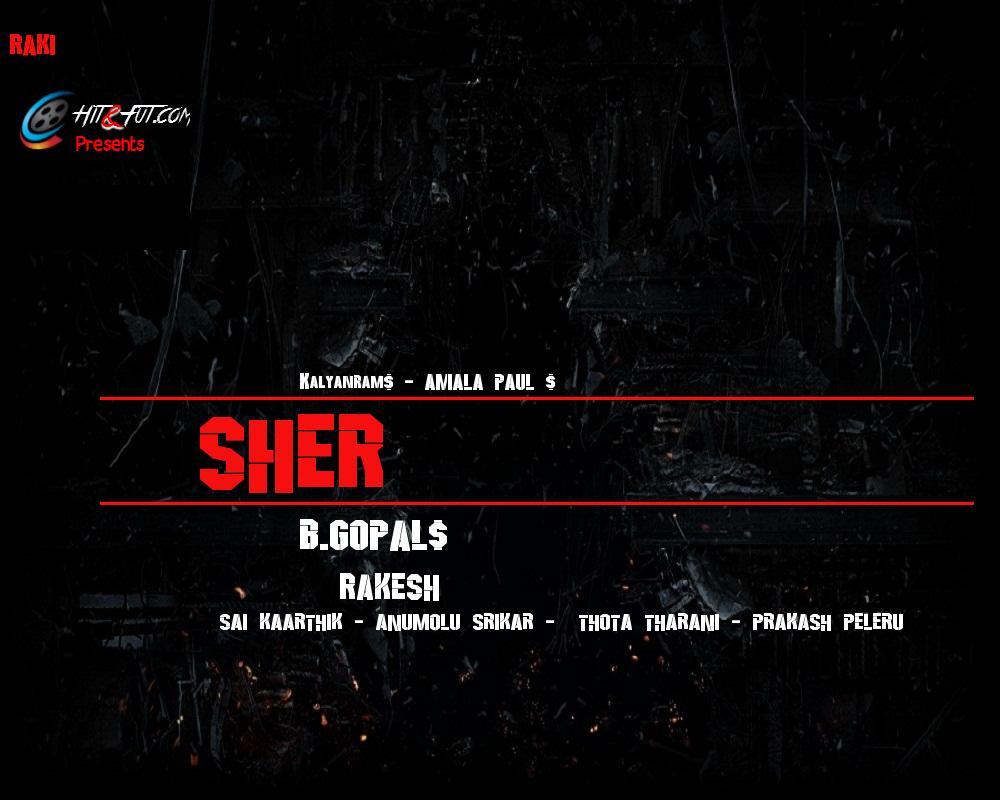 RAKI
HIT&FUT.COM
Presents
KALYANRAM$ - AMALA PAUL $
SHER
B.GOPAL$
RAKESH
SAI KAARTHIK - ANUMOLU SRIKAR - THOTA THARANI - PRAKASH PELERU